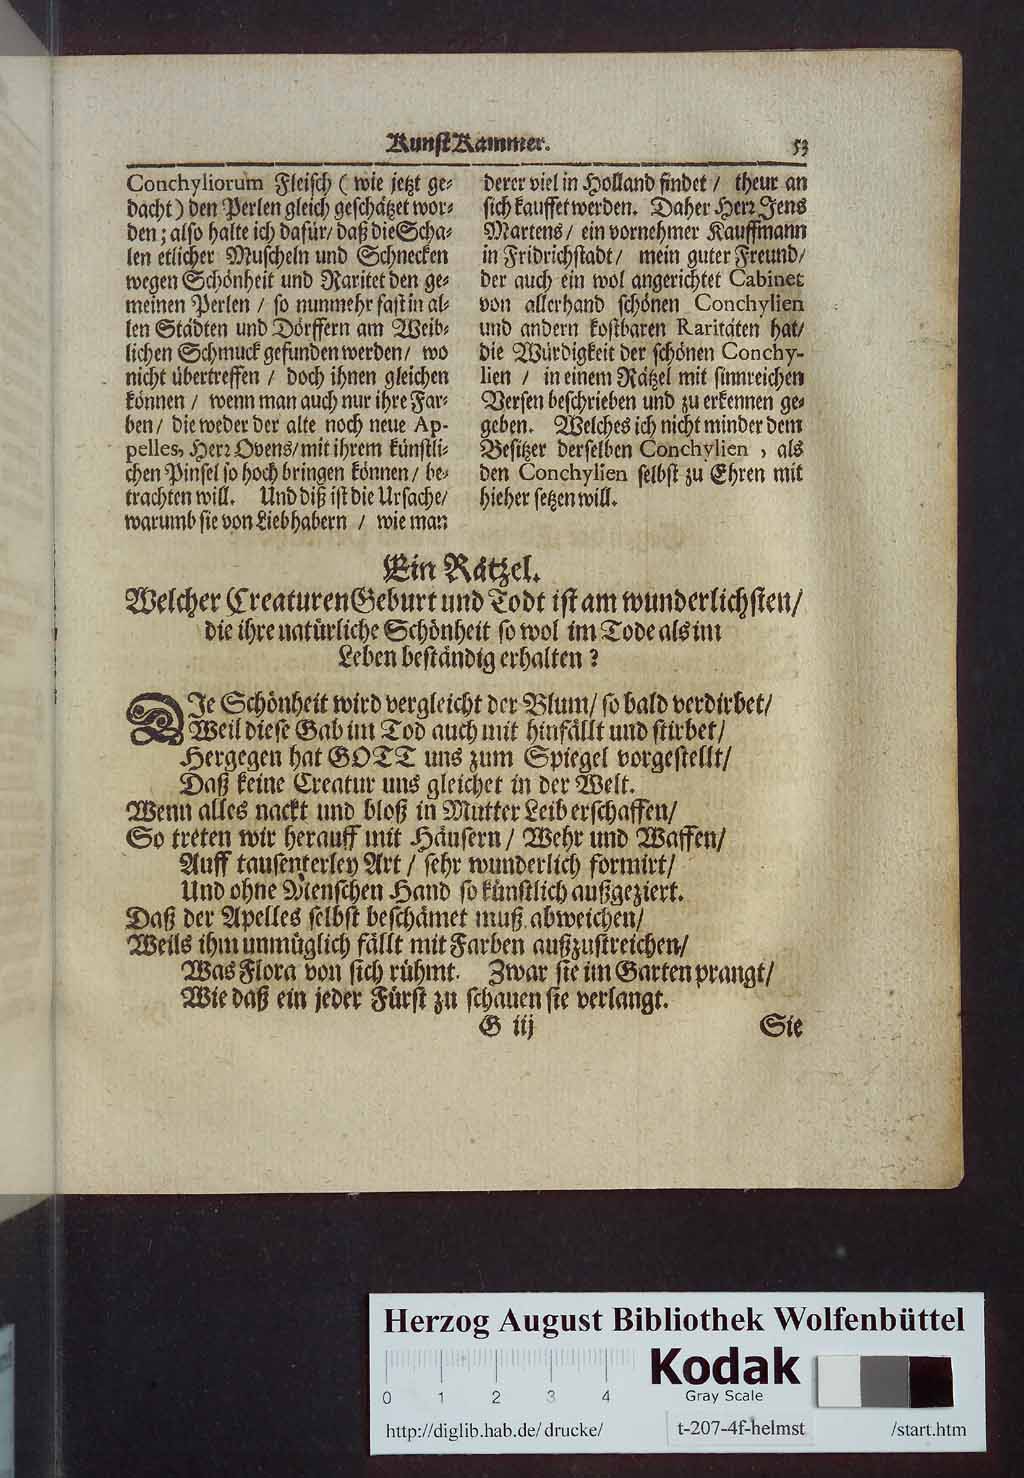 KunstKammer. 53
Conchyliorum Fleisch ( wie jetzt ge-
dacht ) den Perlen gleich geschätzet wor-
den; also halte ich dafür/ daß die Scha-
len etlicher Muscheln und Schnecken
wegen Schönheit und Raritet den ge-
meinen Perlen / so nunmehr fast in al-
len Städten und Dörffern am Weib-
lichen Schmuck gefunden werden/ wo
nicht übertreffen / doch ihnen gleichen
können / wenn man auch nur ihre Far-
ben/ die weder der alte noch neue Ap-
pelles, Herr Ovens/ mit ihrem künstli-
chen Pinsel so hoch bringen können / be-
trachten will. Und diß ist die Ursache/
warumb sie von Liebhabern / wie man
derer viel in Holland findet / theur an
sich kauffet werden. Daher Herr Jens
Martens/ ein vornehmer Kauffmann
in Fridrichstadt/ mein guter Freund/
der auch ein wol angerichtet Cabinet
von allerhand schönen Conchylien
und andern kostbaren Raritäten hat/
die Würdigkeit der schönen Conchy-
lien / in einem Rätzel mit sinnreichen
Versen beschrieben und zu erkennen ge-
geben. Welches ich nicht minder dem
Besitzer derselben Conchylien , als
den Conchylien selbst zu Ehren mit
hieher setzen will.
Ein Rätzel.
Welcher Creaturen Geburt und Todt ist am wunderlichsten/
die ihre natürliche Schönheit so wol im Tode als im
Leben beständig erhalten ?
DIe Schönheit wird vergleicht der Blum/ so bald verdirbet/
Weil diese Gab im Tod auch mit hinfällt und stirbet/
Hergegen hat GOTT uns zum Spiegel vorgestellt/
Daß keine Creatur uns gleichet in der Welt.
Wenn alles nackt und bloß in Mutter Leib erschaffen/
So treten wir herauff mit Häusern / Wehr und Waffen/
Auff tausenterley Art / sehr wunderlich formirt/
Und ohne Menschen Hand so künstlich außgeziert.
Daß der Apelles selbst beschämet muß abweichen/
Weils ihm unmüglich fällt mit Farben außzustreichen/
Was Flora von sich rühmt. Zwar sie im Garten prangt/
Wie daß ein jeder Fürst zu schauen sie verlangt.
G iij Sie
Herzog August Bibliothek Wolfenbüttel
0 1 2 3 4
Kodak
Gray Scale
http://diglib.hab.de/drucke/ t-207-4f-helmst /start.htm